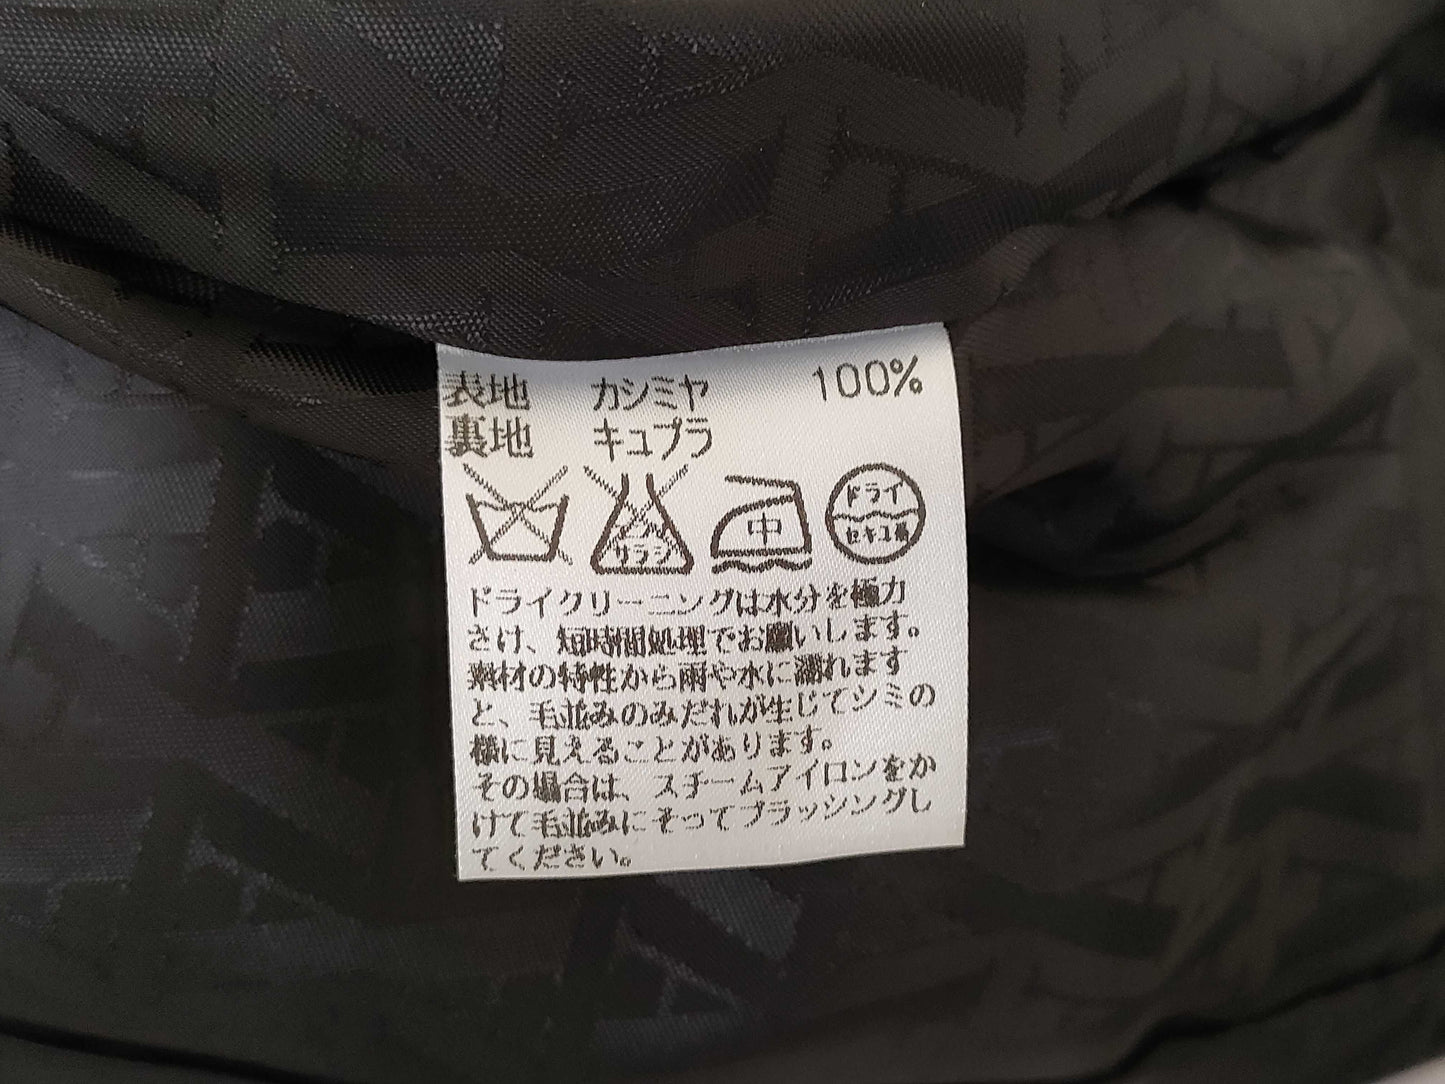 表地 カシミヤ 100%
裏地 キュプラ
エンソ
サラシ
中
ドライ
セキユ系
ドライクリーニングは水分を極力
さけ、短時間処理でお願いします。
素材の特性から雨や水に濡れます
と、毛並みのみだれが生じてシミの
様に見えることがあります。
その場合は、スチームアイロンをか
けて毛並みにそってブラッシングし
てください。